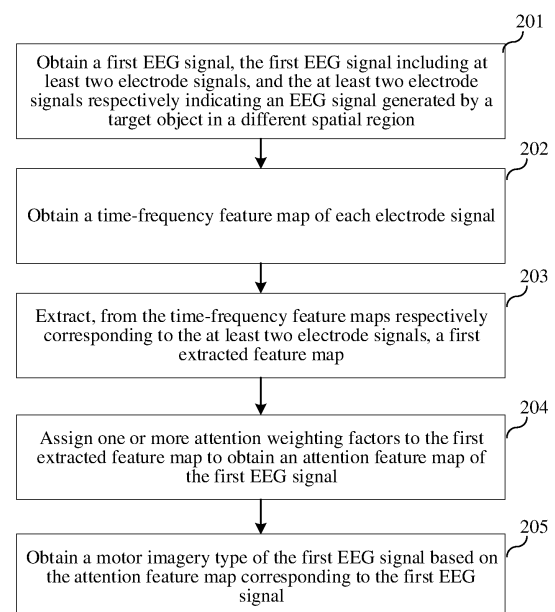 201
Obtain a first EEG signal, the first EEG signal including at
least two electrode signals, and the at least two electrode
signals respectively indicating an EEG signal generated by a
target object in a different spatial region
202
Obtain a time-frequency feature map of each electrode signal
203
Extract, from the time-frequency feature maps respectively
corresponding to the at least two electrode signals, a first
extracted feature map
204
Assign one or more attention weighting factors to the first
extracted feature map to obtain an attention feature map of
the first EEG signal
205
Obtain a motor imagery type of the first EEG signal based on
the attention feature map corresponding to the first EEG
signal